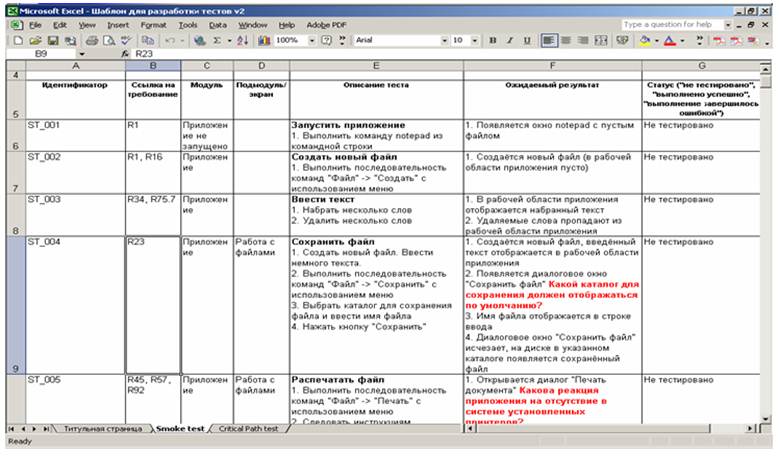 Microsoft Excel - Шаблон для разработки тестов v2
File Edit View Insert Format Tools Data Window Help Adobe PDF
Type a question for help
100% Arial 10 B I U
B9 fx R23
A B C D E F G
4
5
Идентификатор
Ссылка на
требование
Модуль
Подмодуль/
экран
Описание теста
Ожидаемый результат
Статус ("не тестировано",
"выполнено успешно",
"выполнение завершилось
ошибкой")
6
ST_001
R1
Приложен
ие не
запущено
Запустить приложение
1. Выполнить команду notepad из
командной строки
1. Появляется окно notepad с пустым
файлом
Не тестировано
7
ST_002
R1, R16
Приложен
ие
Создать новый файл
1. Выполнить последовательность
команд "Файл" -> "Создать" с
использованием меню
1. Создаётся новый файл (в рабочей
области приложения пусто)
Не тестировано
8
ST_003
R34, R75.7
Приложен
ие
Ввести текст
1. Набрать несколько слов
2. Удалить несколько слов
1. В рабочей области приложения
отображается набранный текст
2. Удаляемые слова пропадают из
рабочей области приложения
Не тестировано
9
ST_004
R23
Приложен
ие
Работа с
файлами
Сохранить файл
1. Создать новый файл. Ввести
немного текста.
2. Выполнить последовательность
команд "Файл" -> "Сохранить" с
использованием меню
3. Выбрать каталог для сохранения
файла и ввести имя файла
4. Нажать кнопку "Сохранить"
1. Создаётся новый файл, введённый
текст отображается в рабочей области
приложения
2. Появляется диалоговое окно
"Сохранить файл" Какой каталог для
сохранения должен отображаться
по умолчанию?
3. Имя файла отображается в строке
ввода
4. Диалоговое окно "Сохранить файл"
исчезает, на диске в указанном
каталоге появляется сохранённый
файл
Не тестировано
ST_005
R45, R57,
R92
Приложен
ие
Работа с
файлами
Распечатать файл
1. Выполнить последовательность
команд "Файл" -> "Печать" с
использованием меню
2. Следовать инструкциям
1. Открывается диалог "Печать
документа" Какова реакция
приложения на отсутствие в
системе установленных
принтеров?
Не тестировано
Титульная страница Smoke test Critical Path test
Ready